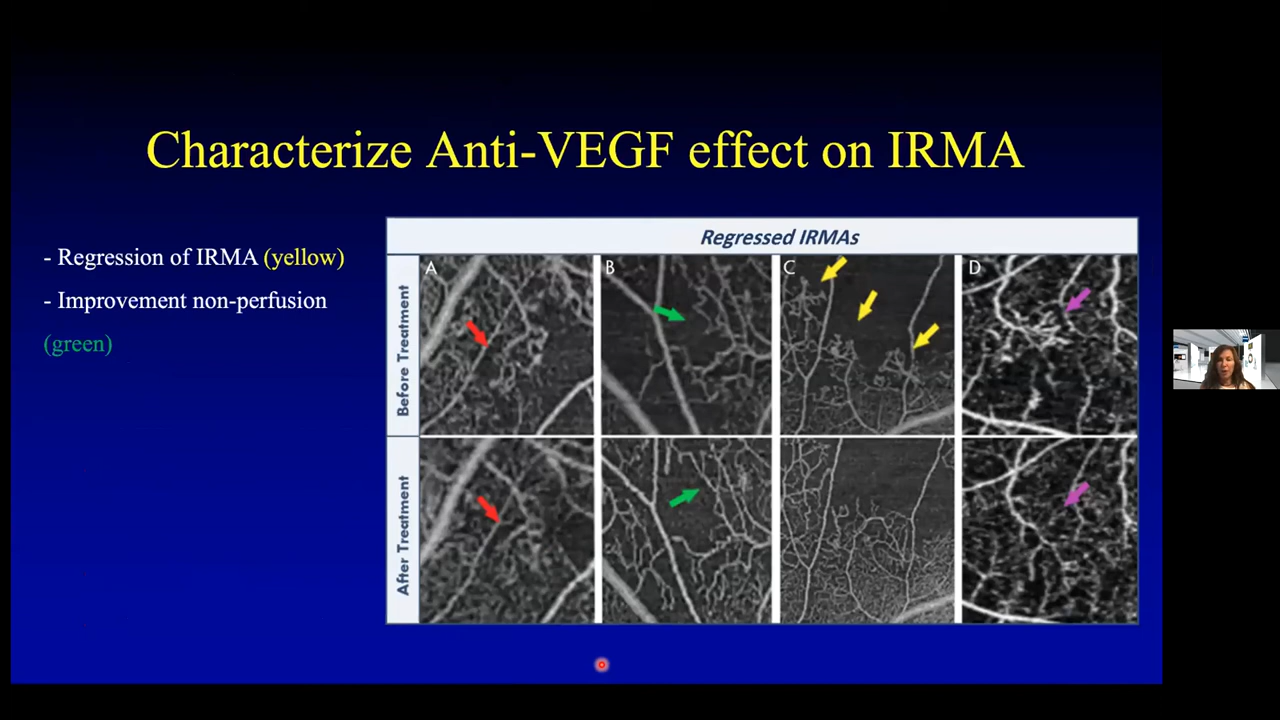 Characterize Anti-VEGF effect on IRMA
- Regression of IRMA (yellow)
- Improvement non-perfusion
(green)
Regressed IRMAs
Before Treatment
A
B
C
D
After Treatment